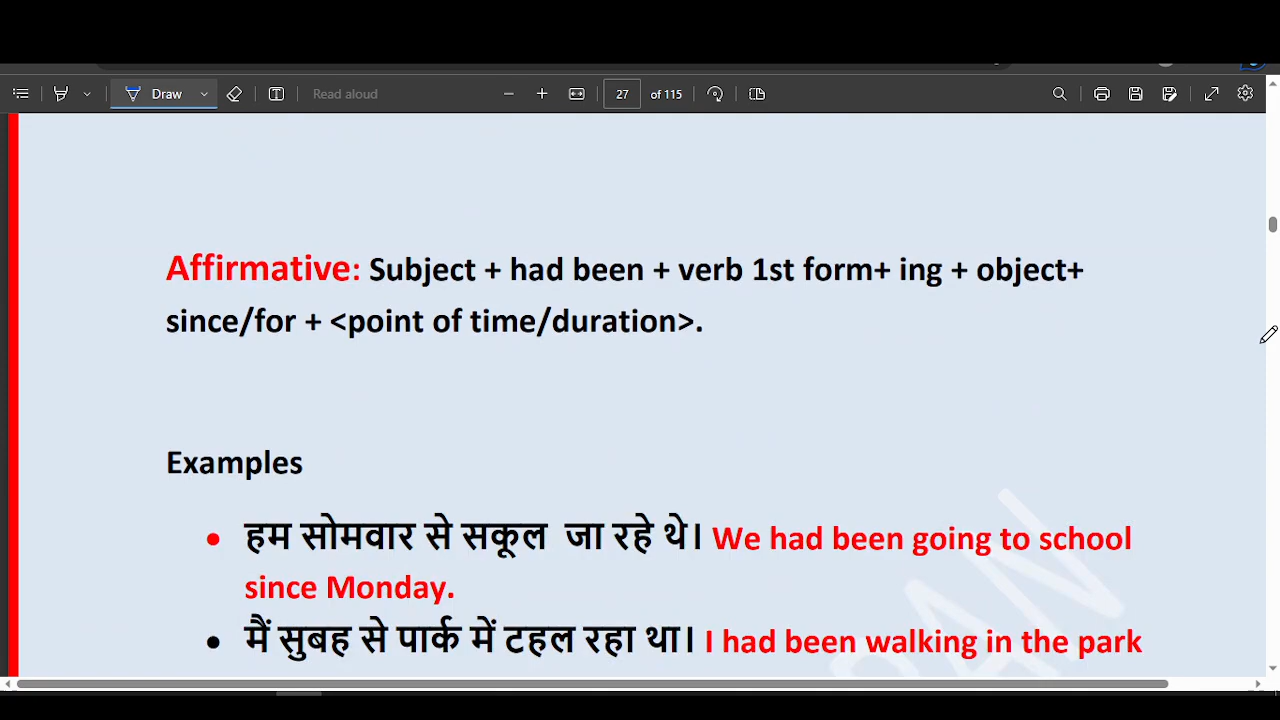 Draw
Read aloud
27
of 115
Affirmative: Subject + had been + verb 1st form+ ing + object+
since/for + <point of time/duration>.
Examples
हम सोमवार से सकूल जा रहे थे। We had been going to school
since Monday.
मैं सुबह से पार्क में टहल रहा था। I had been walking in the park